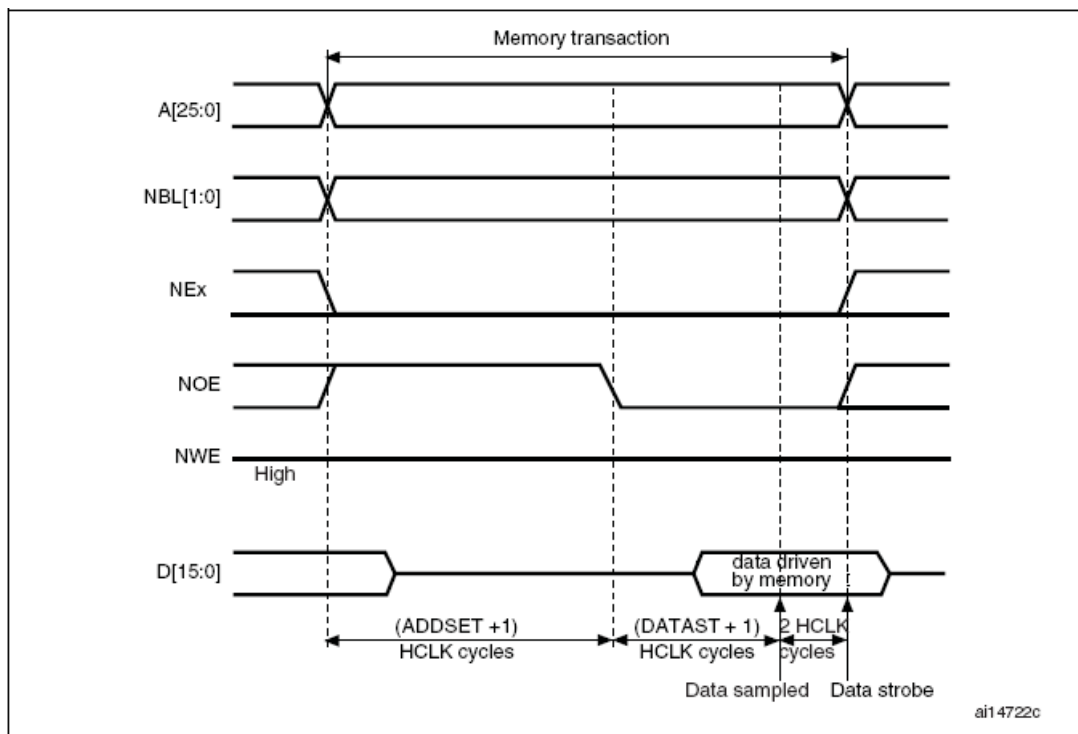 Memory transaction
A[25:0]
NBL[1:0]
NEx
NOE
NWE
High
D[15:0]
data driven
by memory
(ADDSET +1)
HCLK cycles
(DATAST + 1)
HCLK cycles
2 HCLK
cycles
Data sampled
Data strobe
ai14722c